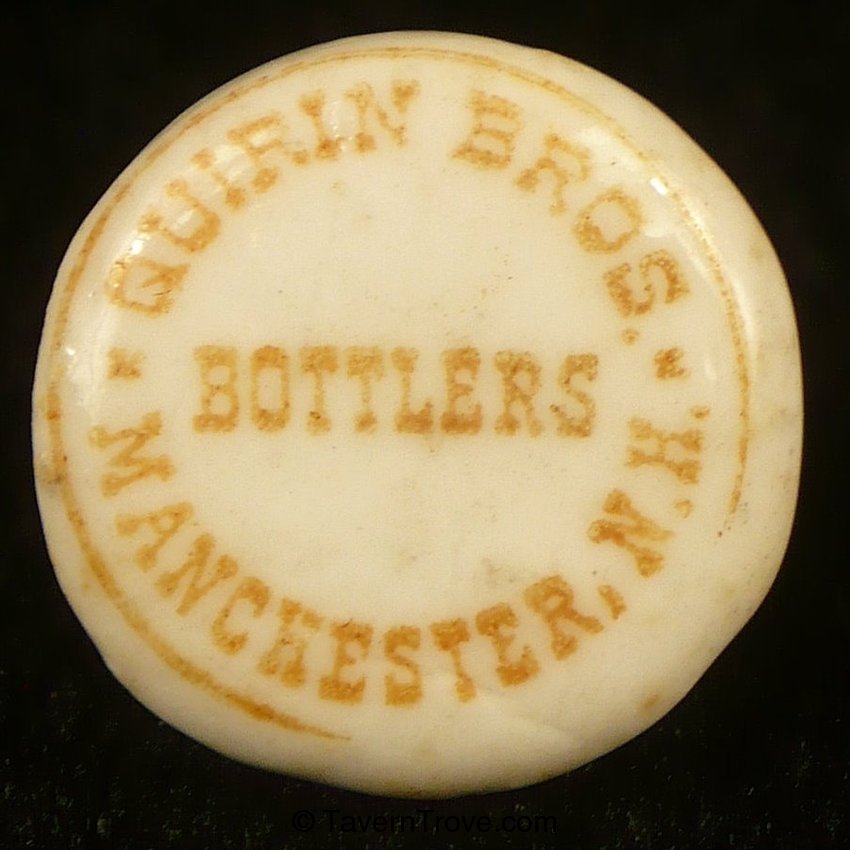 QUIRIN BROS.
BOTTLERS
MANCHESTER, N.H.
© TavernTrove.com